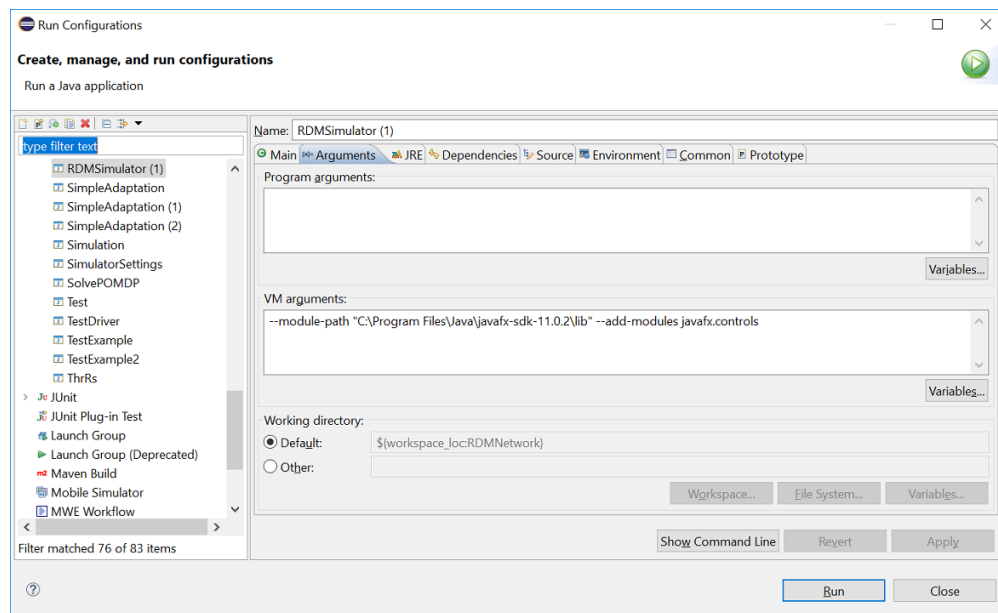 Run Configurations
Create, manage, and run configurations
Run a Java application
type filter text
RDMSimulator (1)
SimpleAdaptation
SimpleAdaptation (1)
SimpleAdaptation (2)
Simulation
SimulatorSettings
SolvePOMDP
Test
TestDriver
TestExample
TestExample2
ThrRs
JUnit
JUnit Plug-in Test
Launch Group
Launch Group (Deprecated)
Maven Build
Mobile Simulator
MWE Workflow
Filter matched 76 of 83 items
Name: RDMSimulator (1)
Main Arguments JRE Dependencies Source Environment Common Prototype
Program arguments:
Variables...
VM arguments:
--module-path "C:\Program Files\Java\javafx-sdk-11.0.2\lib" --add-modules javafx.controls
Variables...
Working directory:
Default: ${workspace_loc:RDMNetwork}
Other:
Workspace... File System... Variables...
Show Command Line Revert Apply
Run Close